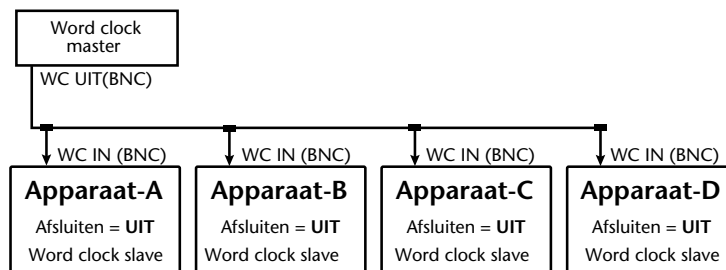 Word clock
master
WC UIT(BNC)
WC IN (BNC) WC IN (BNC) WC IN (BNC) WC IN (BNC)
Apparaat-A Apparaat-B Apparaat-C Apparaat-D
Afsluiten = UIT Afsluiten = UIT Afsluiten = UIT Afsluiten = UIT
Word clock slave Word clock slave Word clock slave Word clock slave